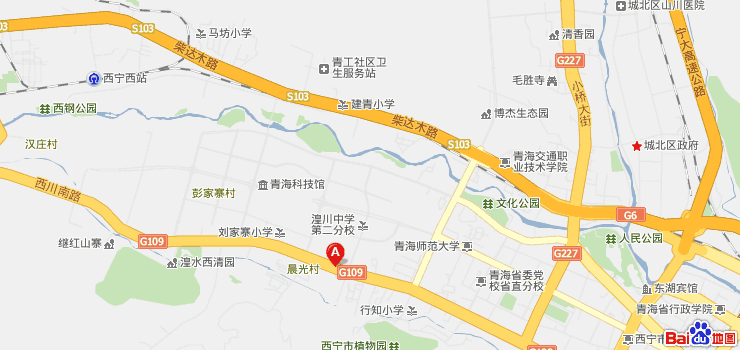 城北区山川医院
马坊小学
S103
柴达木路
青工社区卫
生服务站
清香园
G227
宁大高速公路
西宁西站
毛胜寺
小桥大街
西钢公园
S103
建青小学
博杰生态园
柴达木路
汉庄村
S103
城北区政府
青海交通职
业技术学院
西川南路
彭家寨村
青海科技馆
文化公园
G6
湟川中学
第二分校
刘家寨小学
继红山寨
G109
青海师范大学
人民公园
A
G227
湟水西清园
晨光村
G109
青海省委党
校省直分校
东湖宾馆
行知小学
青海省行政学院
西宁市
西宁市植物园
Bai du 地图